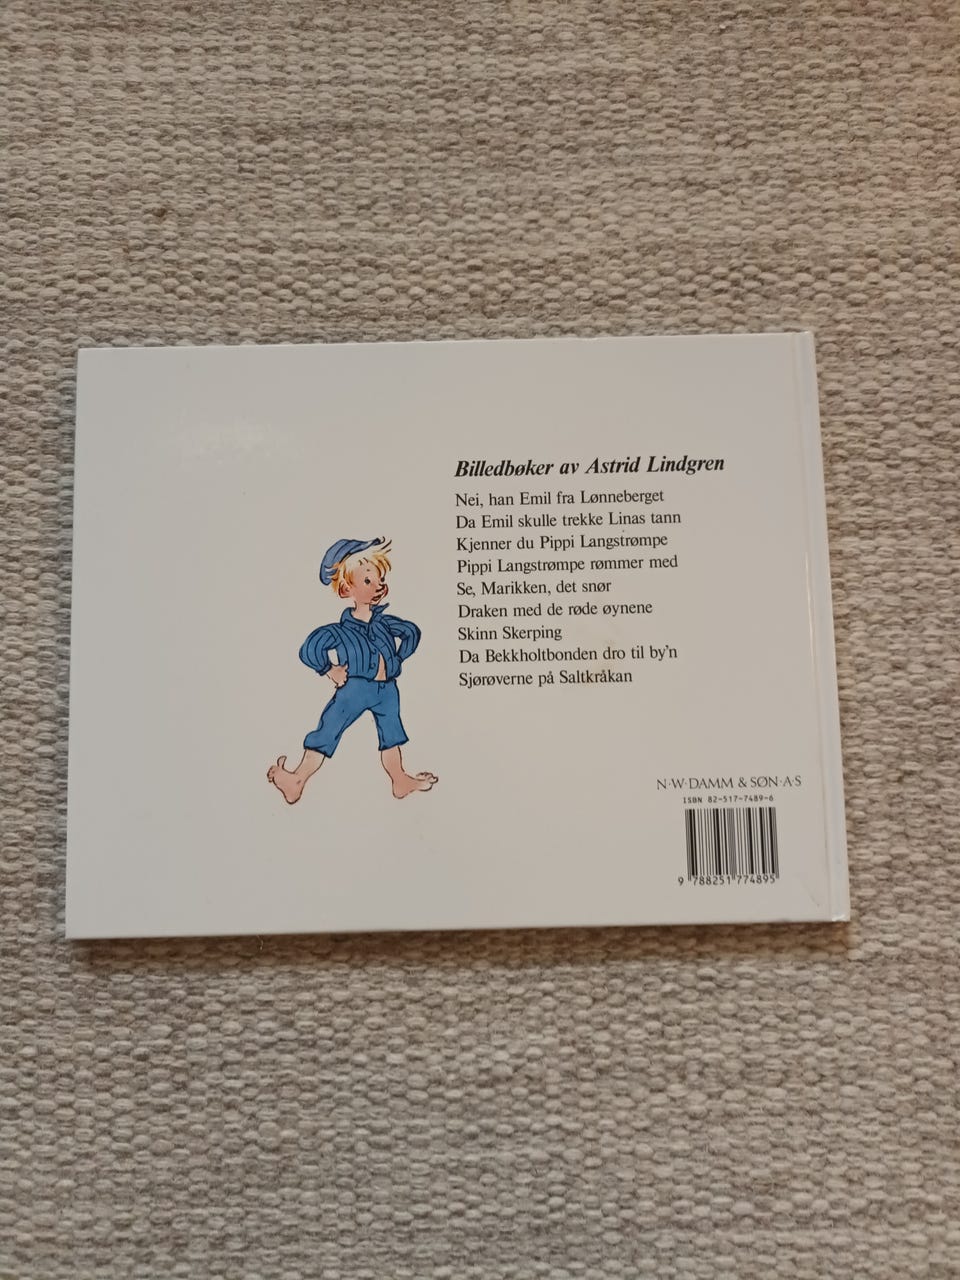 Billedbøker av Astrid Lindgren
Nei, han Emil fra Lønneberget
Da Emil skulle trekke Linas tann
Kjenner du Pippi Langstrømpe
Pippi Langstrømpe rømmer med
Se, Marikken, det snør
Draken med de røde øynene
Skinn Skerping
Da Bekkholtbonden dro til by'n
Sjørøverne på Saltkråkan
N·W·DAMM & SØN·A·S
ISBN 82-517-7489-6
9 788251 774895